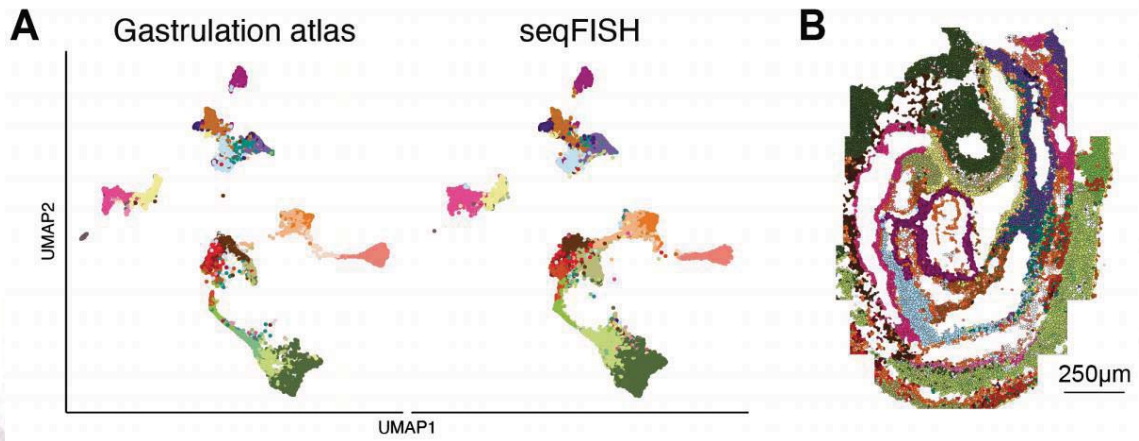 A
Gastrulation atlas
seqFISH
B
UMAP2
250μm
UMAP1